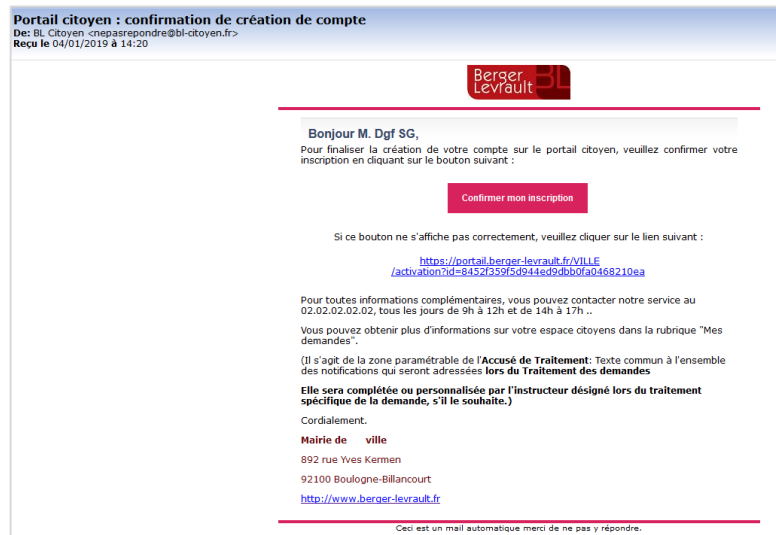 Portail citoyen : confirmation de création de compte
De: BL Citoyen <nepasrepondre@bl-citoyen.fr>
Reçu le 04/01/2019 à 14:20
Berger
Levrault
BL
Bonjour M. Dgf SG,
Pour finaliser la création de votre compte sur le portail citoyen, veuillez confirmer votre
inscription en cliquant sur le bouton suivant :
Confirmer mon inscription
Si ce bouton ne s'affiche pas correctement, veuillez cliquer sur le lien suivant :
https://portail.berger-levrault.fr/VILLE
/activation?id=8452f359f5d944ed9dbb0fa0468210ea
Pour toutes informations complémentaires, vous pouvez contacter notre service au
02.02.02.02.02, tous les jours de 9h à 12h et de 14h à 17h ..
Vous pouvez obtenir plus d'informations sur votre espace citoyens dans la rubrique "Mes
demandes".
(Il s'agit de la zone paramétrable de l'Accusé de Traitement: Texte commun à l'ensemble
des notifications qui seront adressées lors du Traitement des demandes
Elle sera complétée ou personnalisée par l'instructeur désigné lors du traitement
spécifique de la demande, s'il le souhaite.)
Cordialement.
Mairie de ville
892 rue Yves Kermen
92100 Boulogne-Billancourt
http://www.berger-levrault.fr
Ceci est un mail automatique merci de ne pas y répondre.